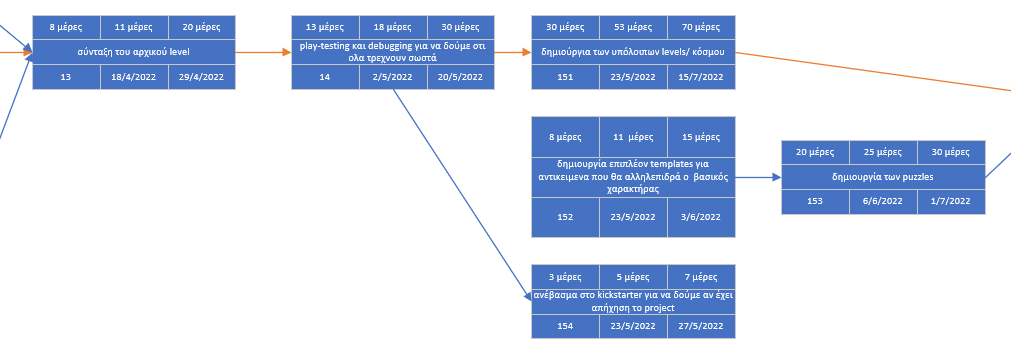 8 μέρες 11 μέρες 20 μέρες
σύνταξη του αρχικού level
13 18/4/2022 29/4/2022
13 μέρες 18 μέρες 30 μέρες
play-testing και debugging για να δούμε οτι
ολα τρεχνουν σωστά
14 2/5/2022 20/5/2022
30 μέρες 53 μέρες 70 μέρες
δημιούργια των υπόλοιπων levels/ κόσμου
151 23/5/2022 15/7/2022
8 μέρες 11 μέρες 15 μέρες
δημιουργία επιπλέον templates για
αντικειμενα που θα αλληλεπιδρά ο βασικός
χαρακτήρας
152 23/5/2022 3/6/2022
20 μέρες 25 μέρες 30 μέρες
δημιουργία των puzzles
153 6/6/2022 1/7/2022
3 μέρες 5 μέρες 7 μέρες
ανέβασμα στο kickstarter για να δούμε αν έχει
απήχηση το project
154 23/5/2022 27/5/2022